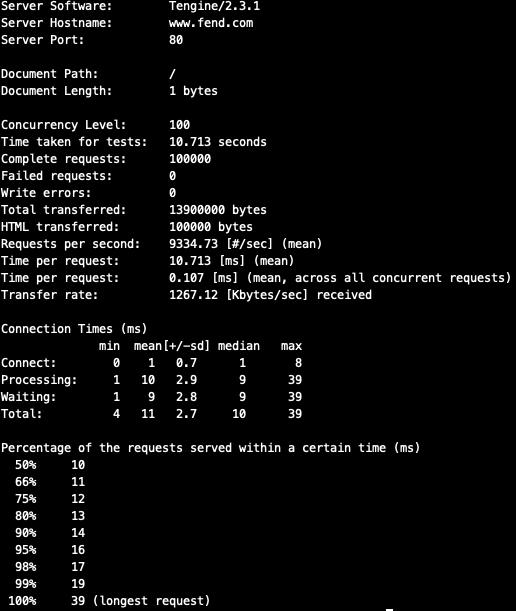 Server Software:        Tengine/2.3.1
Server Hostname:        www.fend.com
Server Port:            80

Document Path:          /
Document Length:        1 bytes

Concurrency Level:      100
Time taken for tests:   10.713 seconds
Complete requests:      100000
Failed requests:        0
Write errors:           0
Total transferred:      13900000 bytes
HTML transferred:       100000 bytes
Requests per second:    9334.73 [#/sec] (mean)
Time per request:       10.713 [ms] (mean)
Time per request:       0.107 [ms] (mean, across all concurrent requests)
Transfer rate:          1267.12 [Kbytes/sec] received

Connection Times (ms)
              min  mean[+/-sd] median   max
Connect:        0    1   0.7      1       8
Processing:     1   10   2.9      9      39
Waiting:        1    9   2.8      9      39
Total:          4   11   2.7     10      39

Percentage of the requests served within a certain time (ms)
  50%     10
  66%     11
  75%     12
  80%     13
  90%     14
  95%     16
  98%     17
  99%     19
 100%     39 (longest request)